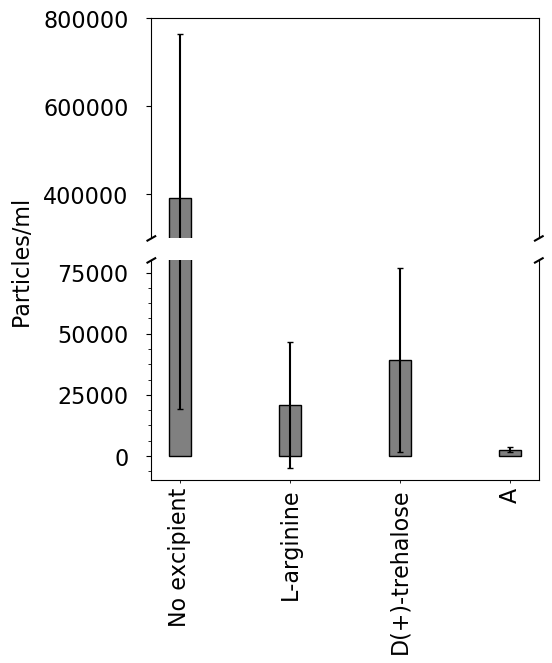 800000
600000
400000
75000
50000
25000
0
Particles/ml
No excipient
L-arginine
D(+)-trehalose
A